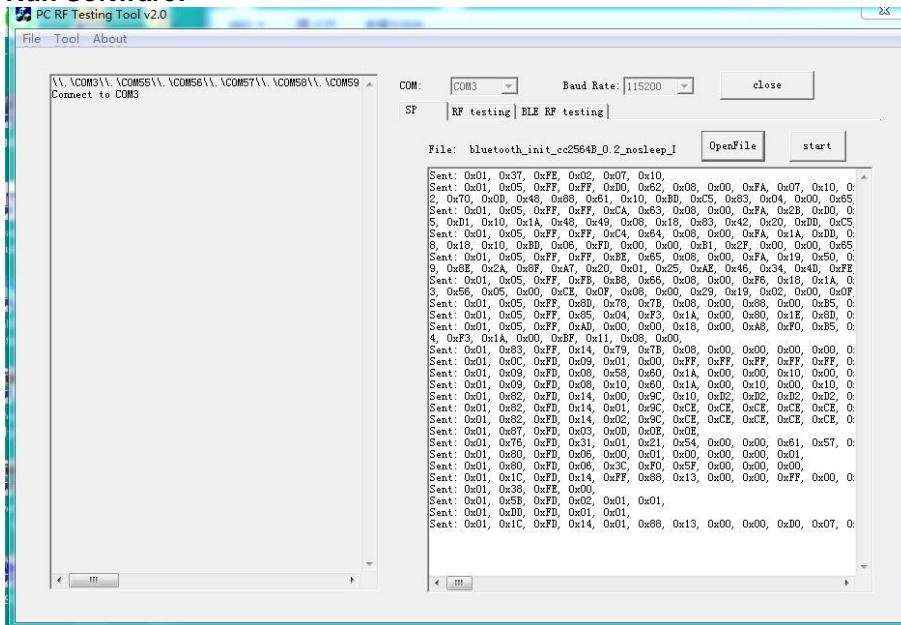 PC RF Testing Tool v2.0
File Tool About
\\. \COM3\\. \COM55\\. \COM56\\. \COM57\\. \COM58\\. \COM59
Connect to COM3
COM: COM3 Baud Rate: 115200 close
SP RF testing BLE RF testing
File: bluetooth_init_cc2564B_0.2_nosleep_I OpenFile start
Sent: 0x01, 0x37, 0xFE, 0x02, 0x07, 0x10,
Sent: 0x01, 0x05, 0xFF, 0xFF, 0xD0, 0x62, 0x08, 0x00, 0xFA, 0x07, 0x10, 0:
2, 0x70, 0x0D, 0x48, 0x88, 0x61, 0x10, 0xBD, 0xC5, 0x83, 0x04, 0x00, 0x65
Sent: 0x01, 0x05, 0xFF, 0xFF, 0xCA, 0x63, 0x08, 0x00, 0xFA, 0x2B, 0xD0, 0:
5, 0xD1, 0x10, 0x1A, 0x48, 0x49, 0x08, 0x18, 0x83, 0x42, 0x20, 0xDD, 0xC5
Sent: 0x01, 0x05, 0xFF, 0xFF, 0xC4, 0x64, 0x08, 0x00, 0xFA, 0x1A, 0xDD, 0:
8, 0x18, 0x10, 0xBD, 0x06, 0xFD, 0x00, 0x00, 0xB1, 0x2F, 0x00, 0x00, 0x65
Sent: 0x01, 0x05, 0xFF, 0xFF, 0xBE, 0x65, 0x08, 0x00, 0xFA, 0x19, 0x50, 0:
9, 0x8E, 0x2A, 0x8F, 0xA7, 0x20, 0x01, 0x25, 0xAE, 0x46, 0x34, 0x4D, 0xFE
Sent: 0x01, 0x05, 0xFF, 0xFB, 0xB8, 0x66, 0x08, 0x00, 0xF6, 0x18, 0x1A, 0:
3, 0x56, 0x05, 0x00, 0xCE, 0x0F, 0x08, 0x00, 0x29, 0x19, 0x02, 0x00, 0x0F
Sent: 0x01, 0x05, 0xFF, 0x8D, 0x78, 0x7B, 0x08, 0x00, 0x88, 0x00, 0xB5, 0:
Sent: 0x01, 0x05, 0xFF, 0x85, 0x04, 0xF3, 0x1A, 0x00, 0x80, 0x1E, 0x8D, 0:
Sent: 0x01, 0x05, 0xFF, 0xAD, 0x00, 0x00, 0x18, 0x00, 0xA8, 0xF0, 0xB5, 0:
4, 0xF3, 0x1A, 0x00, 0xBF, 0x11, 0x08, 0x00,
Sent: 0x01, 0x83, 0xFF, 0x14, 0x79, 0x7B, 0x08, 0x00, 0x00, 0x00, 0x00, 0:
Sent: 0x01, 0x0C, 0xFD, 0x09, 0x01, 0x00, 0xFF, 0xFF, 0xFF, 0xFF, 0xFF, 0:
Sent: 0x01, 0x09, 0xFD, 0x08, 0x58, 0x60, 0x1A, 0x00, 0x00, 0x10, 0x00, 0:
Sent: 0x01, 0x09, 0xFD, 0x08, 0x10, 0x60, 0x1A, 0x00, 0x10, 0x00, 0x10, 0:
Sent: 0x01, 0x82, 0xFD, 0x14, 0x00, 0x9C, 0x10, 0xD2, 0xD2, 0xD2, 0xD2, 0:
Sent: 0x01, 0x82, 0xFD, 0x14, 0x01, 0x9C, 0xCE, 0xCE, 0xCE, 0xCE, 0xCE, 0:
Sent: 0x01, 0x82, 0xFD, 0x14, 0x02, 0x9C, 0xCE, 0xCE, 0xCE, 0xCE, 0xCE, 0:
Sent: 0x01, 0x87, 0xFD, 0x03, 0x0D, 0x0E, 0x0E,
Sent: 0x01, 0x76, 0xFD, 0x31, 0x01, 0x21, 0x54, 0x00, 0x00, 0x61, 0x57, 0:
Sent: 0x01, 0x80, 0xFD, 0x06, 0x00, 0x01, 0x00, 0x00, 0x00, 0x01,
Sent: 0x01, 0x80, 0xFD, 0x06, 0x3C, 0xF0, 0x5F, 0x00, 0x00, 0x00,
Sent: 0x01, 0x1C, 0xFD, 0x14, 0xFF, 0x88, 0x13, 0x00, 0x00, 0xFF, 0x00, 0:
Sent: 0x01, 0x38, 0xFE, 0x00,
Sent: 0x01, 0x5B, 0xFD, 0x02, 0x01, 0x01,
Sent: 0x01, 0xDD, 0xFD, 0x01, 0x01,
Sent: 0x01, 0x1C, 0xFD, 0x14, 0x01, 0x88, 0x13, 0x00, 0x00, 0xD0, 0x07, 0: